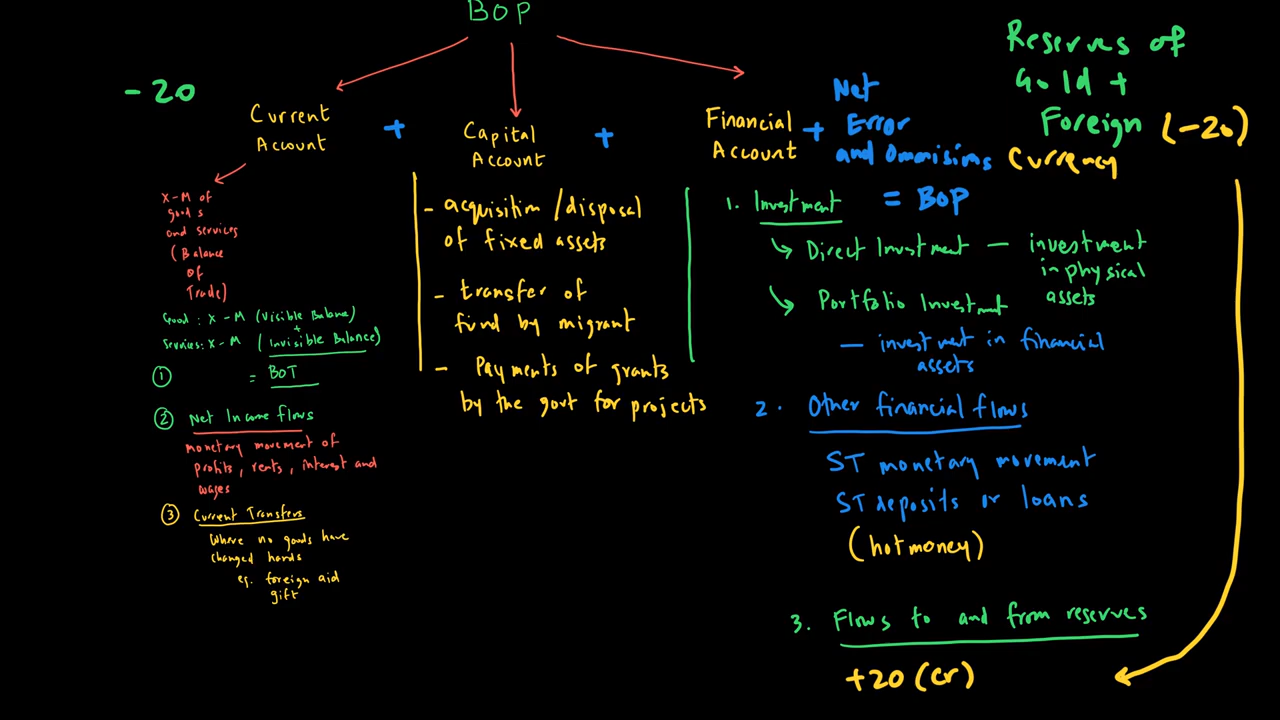 BOP
- 20
Current
Account
+
Capital
Account
+
Financial
Account
+
Net
Error
and Ommisims
= BOP
Reserves of
Gold +
Foreign (-20)
Currency
X-M of
goods
and services
(Balance
of
Trade)
Good : X-M (Visible Balance)
+
Services: X-M (Invisible Balance)
① = BOT
② Net Income flows
monetary movement of
profits, rents, interest and
wages
③ Current Transfers
Where no goods have
changed hands
eg. foreign aid
gift
- acquisition / disposal
of fixed assets
- transfer of
fund by migrant
- Payments of grants
by the govt for projects
1. Investment
↳ Direct Investment — investment
in physical
assets
↳ Portfolio Investment
— investment in financial
assets
2. Other financial flows
ST monetary movement
ST deposits or loans
(hot money)
3. Flows to and from reserves
+20 (cr)